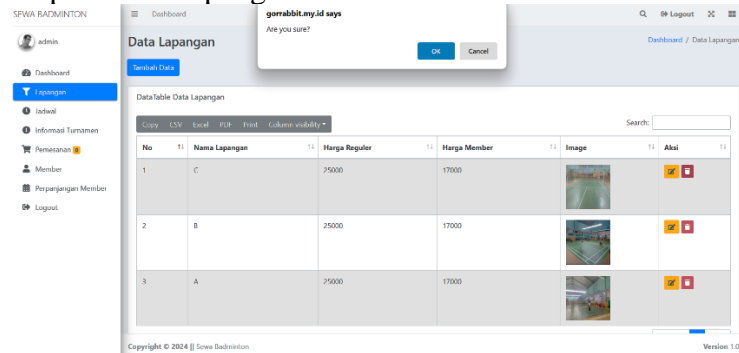 SEWA BADMINTON
Dashboard
gorrabbit.my.id says
Are you sure?
OK
Cancel
Logout
admin
Data Lapangan
Dashboard / Data Lapangan
Tambah Data
Dashboard
Lapangan
Jadwal
Informasi Turnamen
Pemesanan
Member
Perpanjangan Member
Logout
DataTable Data Lapangan
Copy CSV Excel PDF Print Column visibility
Search:
No Nama Lapangan Harga Reguler Harga Member Image Aksi
1 C 25000 17000
2 B 25000 17000
3 A 25000 17000
Copyright © 2024 || Sewa Badminton
Version 1.0